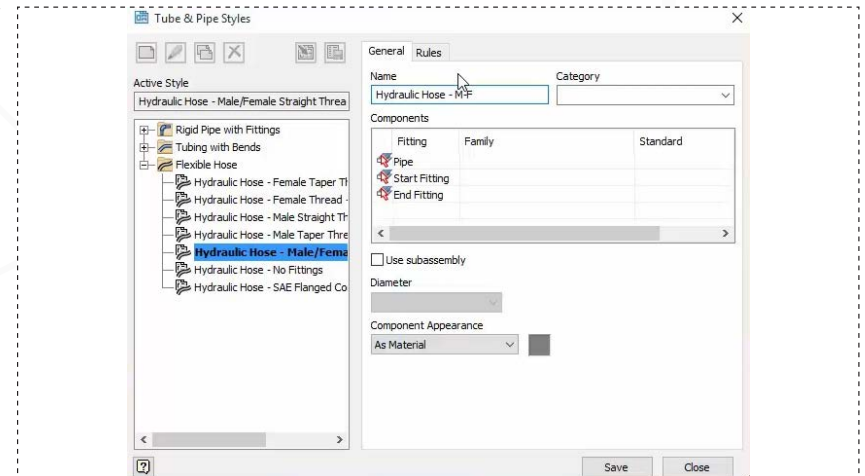 Tube & Pipe Styles
General Rules
Active Style
Hydraulic Hose - Male/Female Straight Threa
Rigid Pipe with Fittings
Tubing with Bends
Flexible Hose
Hydraulic Hose - Female Taper Th
Hydraulic Hose - Female Thread -
Hydraulic Hose - Male Straight Th
Hydraulic Hose - Male Taper Thre
Hydraulic Hose - Male/Fema
Hydraulic Hose - No Fittings
Hydraulic Hose - SAE Flanged Co
Name Category
Hydraulic Hose - M-F
Components
Fitting Family Standard
Pipe
Start Fitting
End Fitting
Use subassembly
Diameter
Component Appearance
As Material
Save Close